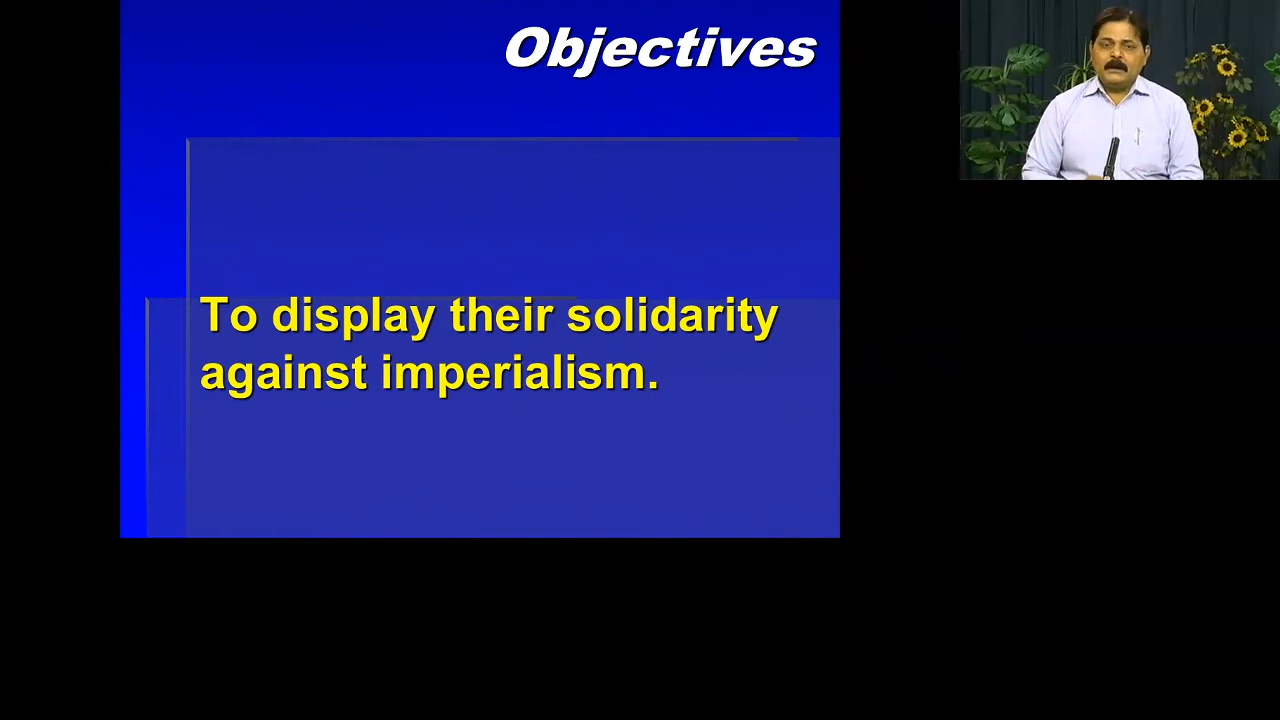 Objectives
To display their solidarity
against imperialism.